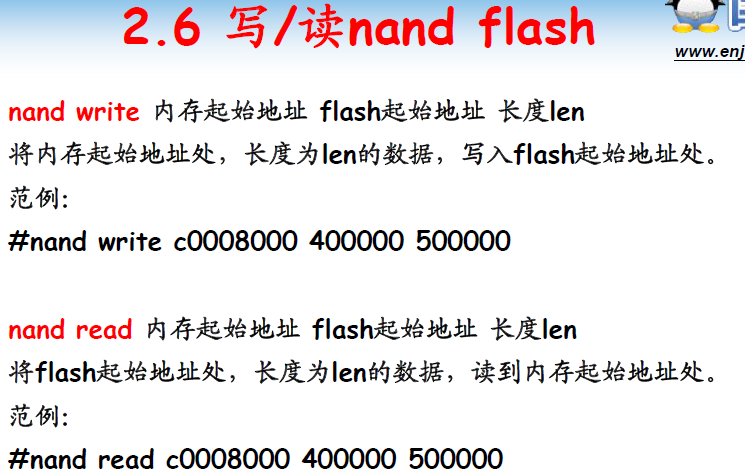 2.6 写/读nand flash
www.enj
nand write 内存起始地址 flash起始地址 长度len
将内存起始地址处，长度为len的数据，写入flash起始地址处。
范例:
#nand write c0008000 400000 500000
nand read 内存起始地址 flash起始地址 长度len
将flash起始地址处，长度为len的数据，读到内存起始地址处。
范例:
#nand read c0008000 400000 500000